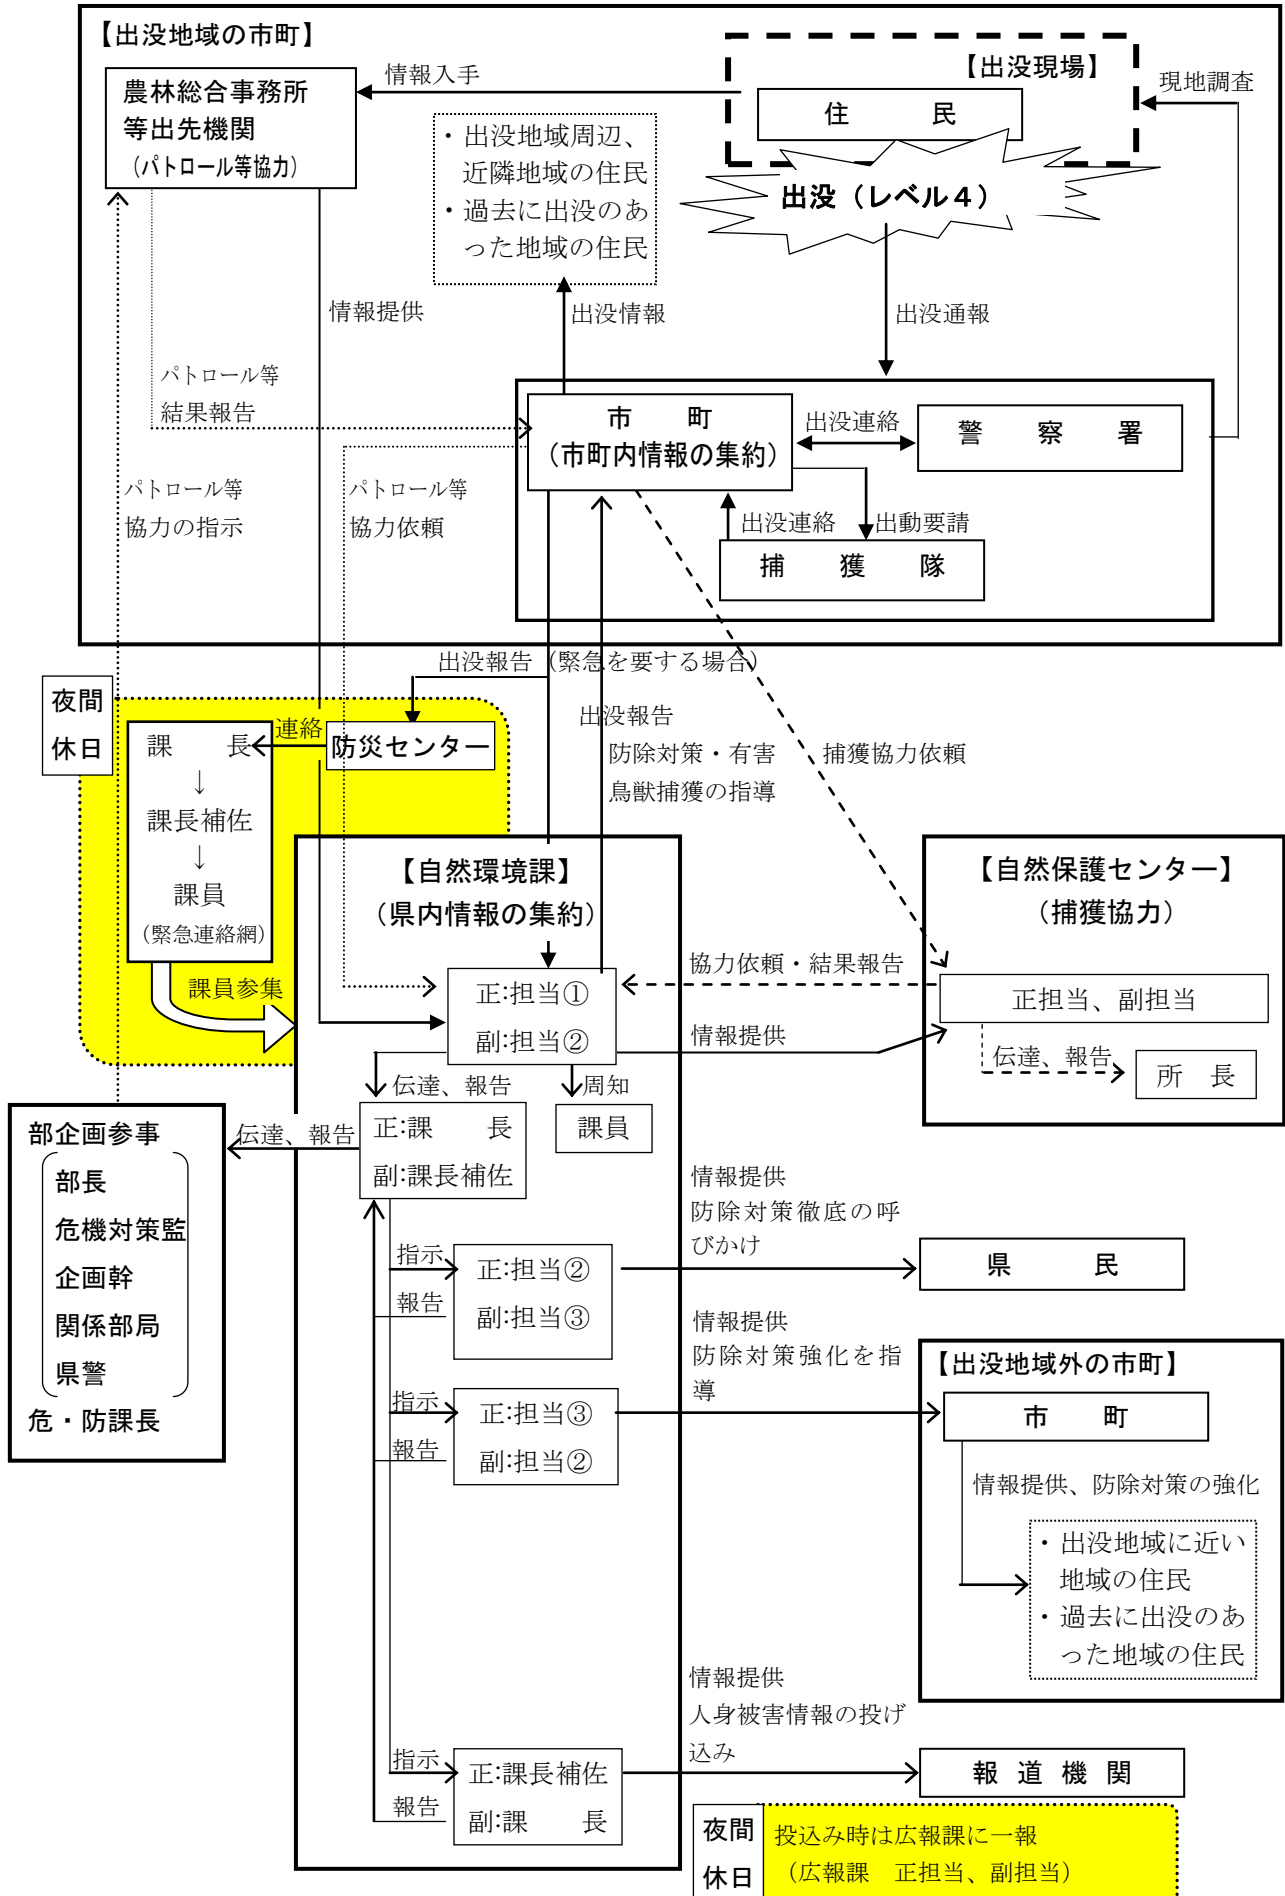 【出没地域の市町】
農林総合事務所
等出先機関
（パトロール等協力）
情報入手
【出没現場】
住　　民
現地調査
・出没地域周辺、
近隣地域の住民
・過去に出没のあ
った地域の住民
出没（レベル４）
情報提供
出没情報
出没通報
パトロール等
結果報告
市　　町
（市町内情報の集約）
出没連絡
警　察　署
パトロール等
協力の指示
パトロール等
協力依頼
出没連絡
出動要請
捕　獲　隊
出没報告（緊急を要する場合）
夜間
休日
課　　長
↓
課長補佐
↓
課員
（緊急連絡網）
連絡
防災センター
出没報告
防除対策・有害
鳥獣捕獲の指導
捕獲協力依頼
課員参集
【自然環境課】
（県内情報の集約）
正:担当①
副:担当②
【自然保護センター】
（捕獲協力）
協力依頼・結果報告
正担当、副担当
情報提供
伝達、報告
所　長
伝達、報告
周知
課員
正:課　　長
副:課長補佐
伝達、報告
部企画参事
部長
危機対策監
企画幹
関係部局
県警
危・防課長
指示
報告
正:担当②
副:担当③
情報提供
防除対策徹底の呼
びかけ
県　　民
指示
報告
正:担当③
副:担当②
情報提供
防除対策強化を指
導
【出没地域外の市町】
市　　町
情報提供、防除対策の強化
・出没地域に近い
地域の住民
・過去に出没のあ
った地域の住民
指示
報告
正:課長補佐
副:課　　長
情報提供
人身被害情報の投げ
込み
報道機関
夜間
休日
投込み時は広報課に一報
（広報課　正担当、副担当）